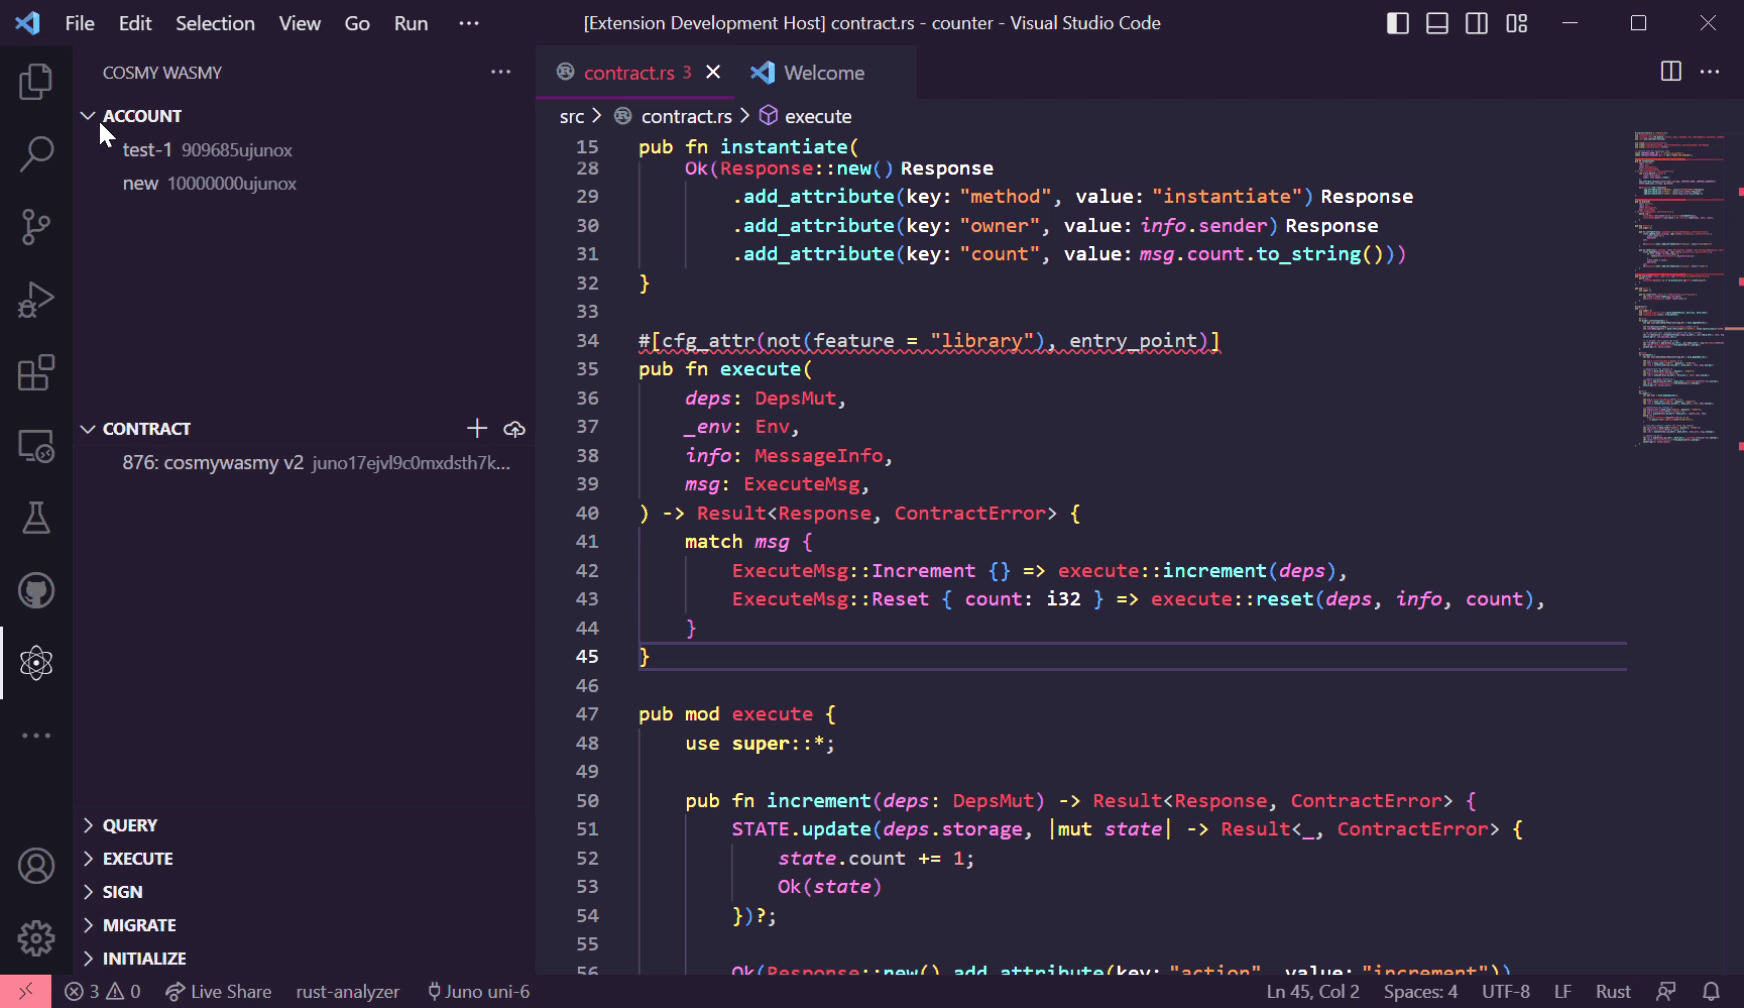 File Edit Selection View Go Run ··· [Extension Development Host] contract.rs - counter - Visual Studio Code
COSMY WASMY ···
ACCOUNT
test-1 909685ujunox
new 10000000ujunox
CONTRACT
876: cosmywasmy v2 juno17ejvl9c0mxdsth7k...
QUERY
EXECUTE
SIGN
MIGRATE
INITIALIZE
contract.rs 3 Welcome
src > contract.rs > execute
15 pub fn instantiate(
28 Ok(Response::new() Response
29 .add_attribute(key: "method", value: "instantiate") Response
30 .add_attribute(key: "owner", value: info.sender) Response
31 .add_attribute(key: "count", value: msg.count.to_string()))
32 }
33
34 #[cfg_attr(not(feature = "library"), entry_point)]
35 pub fn execute(
36 deps: DepsMut,
37 _env: Env,
38 info: MessageInfo,
39 msg: ExecuteMsg,
40 ) -> Result<Response, ContractError> {
41 match msg {
42 ExecuteMsg::Increment {} => execute::increment(deps),
43 ExecuteMsg::Reset { count: i32 } => execute::reset(deps, info, count),
44 }
45 }
46
47 pub mod execute {
48 use super::*;
49
50 pub fn increment(deps: DepsMut) -> Result<Response, ContractError> {
51 STATE.update(deps.storage, |mut state| -> Result<_, ContractError> {
52 state.count += 1;
53 Ok(state)
54 })?;
55
56 Ok(Response::new().add_attribute(key: "action", value: "increment"))
3 0 Live Share rust-analyzer Juno uni-6 Ln 45, Col 2 Spaces: 4 UTF-8 LF Rust